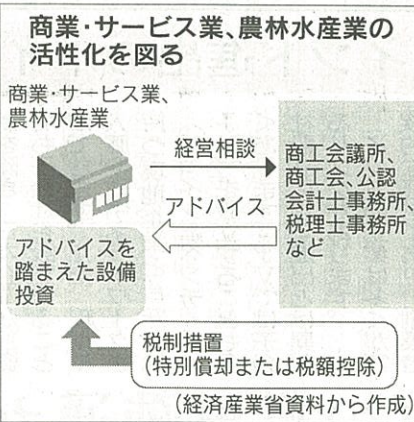 商業・サービス業、農林水産業の
活性化を図る
商業・サービス業、
農林水産業
経営相談
アドバイス
商工会議所、
商工会、公認
会計士事務所、
税理士事務所
など
アドバイスを
踏まえた設備
投資
税制措置
(特別償却または税額控除)
(経済産業省資料から作成)